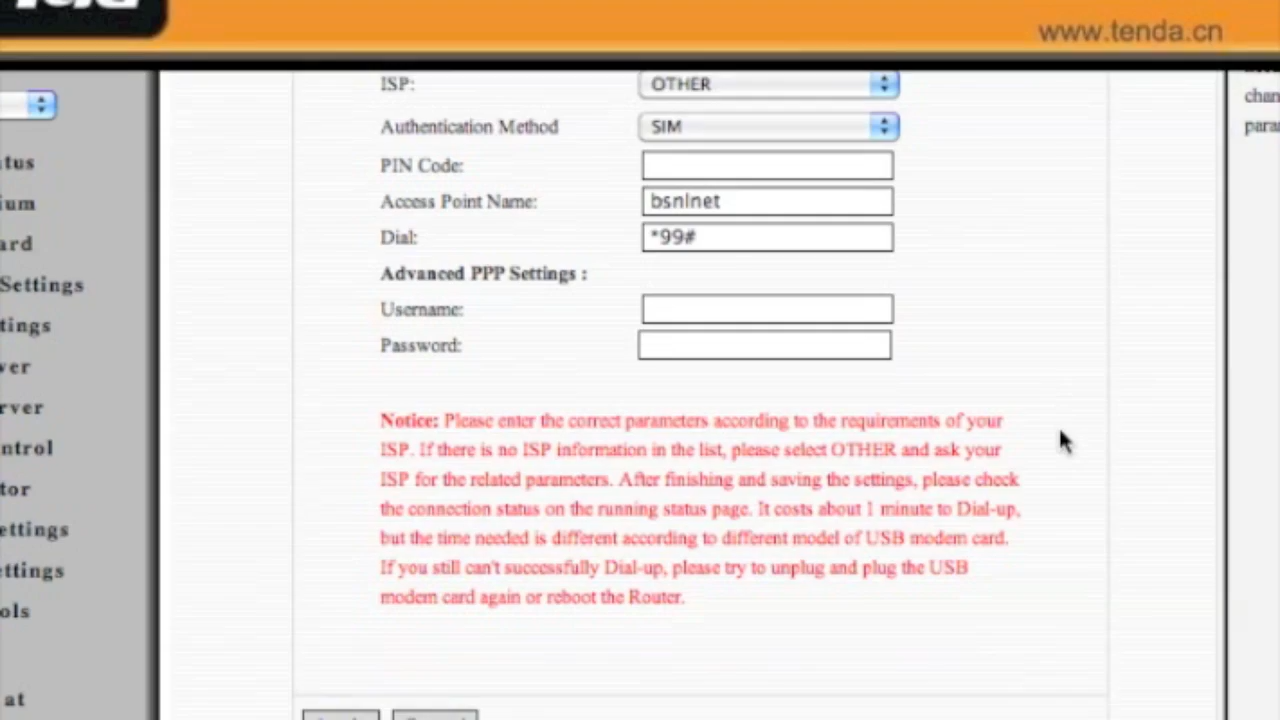 www.tenda.cn
ISP: OTHER
Authentication Method SIM
PIN Code:
Access Point Name: bsnlnet
Dial: *99#
Advanced PPP Settings :
Username:
Password:
Notice: Please enter the correct parameters according to the requirements of your
ISP. If there is no ISP information in the list, please select OTHER and ask your
ISP for the related parameters. After finishing and saving the settings, please check
the connection status on the running status page. It costs about 1 minute to Dial-up,
but the time needed is different according to different model of USB modem card.
If you still can't successfully Dial-up, please try to unplug and plug the USB
modem card again or reboot the Router.
tus
ium
ard
Settings
tings
ver
rver
ntrol
tor
ettings
ettings
ols
at
chan
para